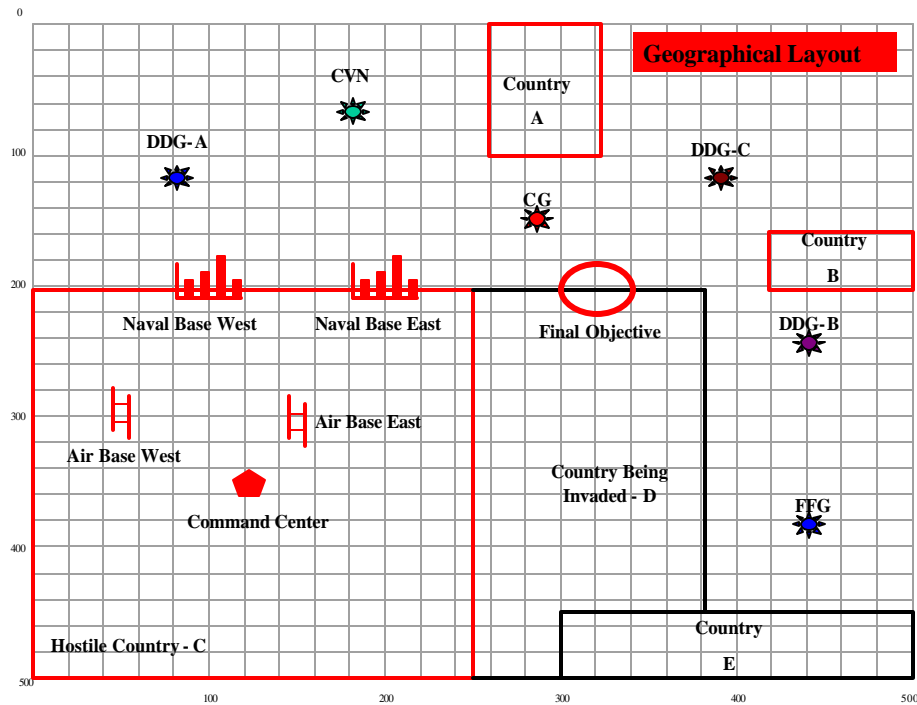 0
Geographical Layout
CVN
Country
A
DDG-A
100
DDG-C
CG
Country
B
200
Naval Base West
Naval Base East
Final Objective
DDG-B
300
Air Base East
Air Base West
Country Being
Invaded - D
Command Center
FFG
400
Country
E
Hostile Country - C
500
100
200
300
400
500